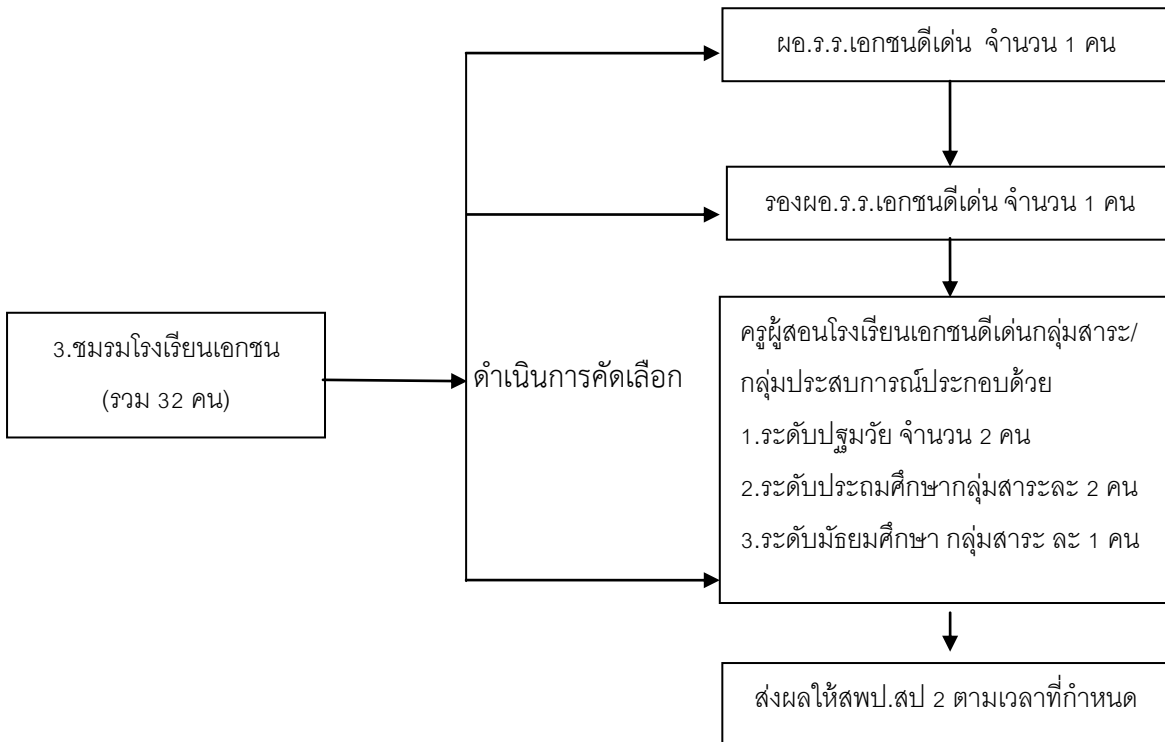 ผอ.ร.ร.เอกชนดีเด่น จำนวน 1 คน
รองผอ.ร.ร.เอกชนดีเด่น จำนวน 1 คน
3.ชมรมโรงเรียนเอกชน
(รวม 32 คน)
ดำเนินการคัดเลือก
ครูผู้สอนโรงเรียนเอกชนดีเด่นกลุ่มสาระ/
กลุ่มประสบการณ์ประกอบด้วย
1.ระดับปฐมวัย จำนวน 2 คน
2.ระดับประถมศึกษากลุ่มสาระละ 2 คน
3.ระดับมัธยมศึกษา กลุ่มสาระ ละ 1 คน
ส่งผลให้สพป.สป 2 ตามเวลาที่กำหนด